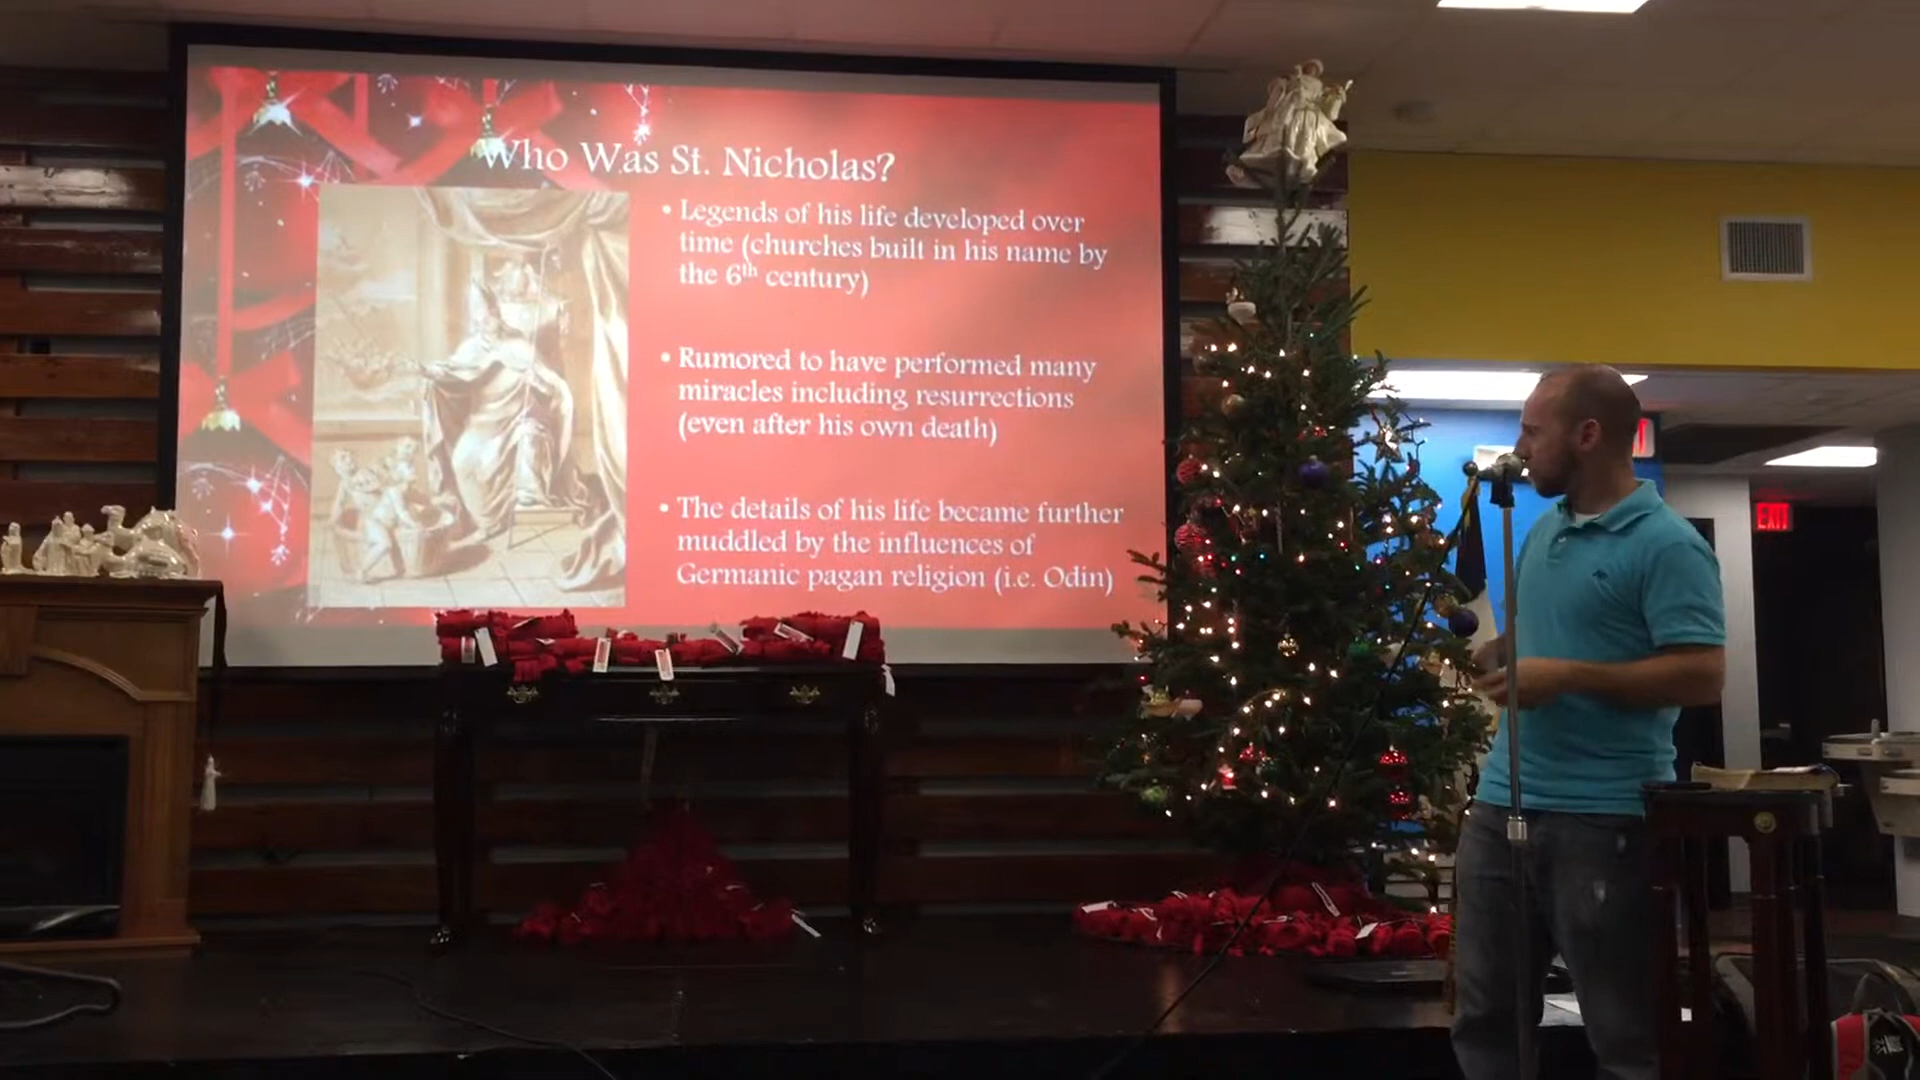 Who Was St. Nicholas?
• Legends of his life developed over
time (churches built in his name by
the 6th century)
• Rumored to have performed many
miracles including resurrections
(even after his own death)
• The details of his life became further
muddled by the influences of
Germanic pagan religion (i.e. Odin)
EXIT